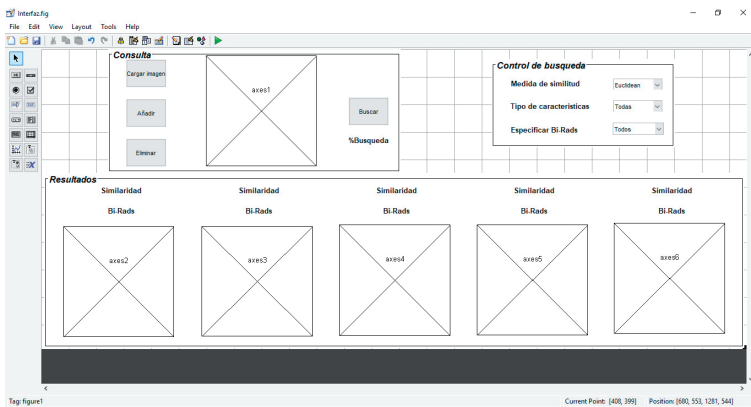 Interfaz.fig
File Edit View Layout Tools Help
Consulta
Cargar imagen
Añadir
Eliminar
axes1
Buscar
%Busqueda
Control de busqueda
Medida de similitud Euclidean
Tipo de características Todas
Especificar Bi-Rads Todos
Resultados
Similaridad Similaridad Similaridad Similaridad Similaridad
Bi-Rads Bi-Rads Bi-Rads Bi-Rads Bi-Rads
axes2 axes3 axes4 axes5 axes6
Tag: figure1 Current Point: [408, 399] Position: [680, 553, 1281, 544]